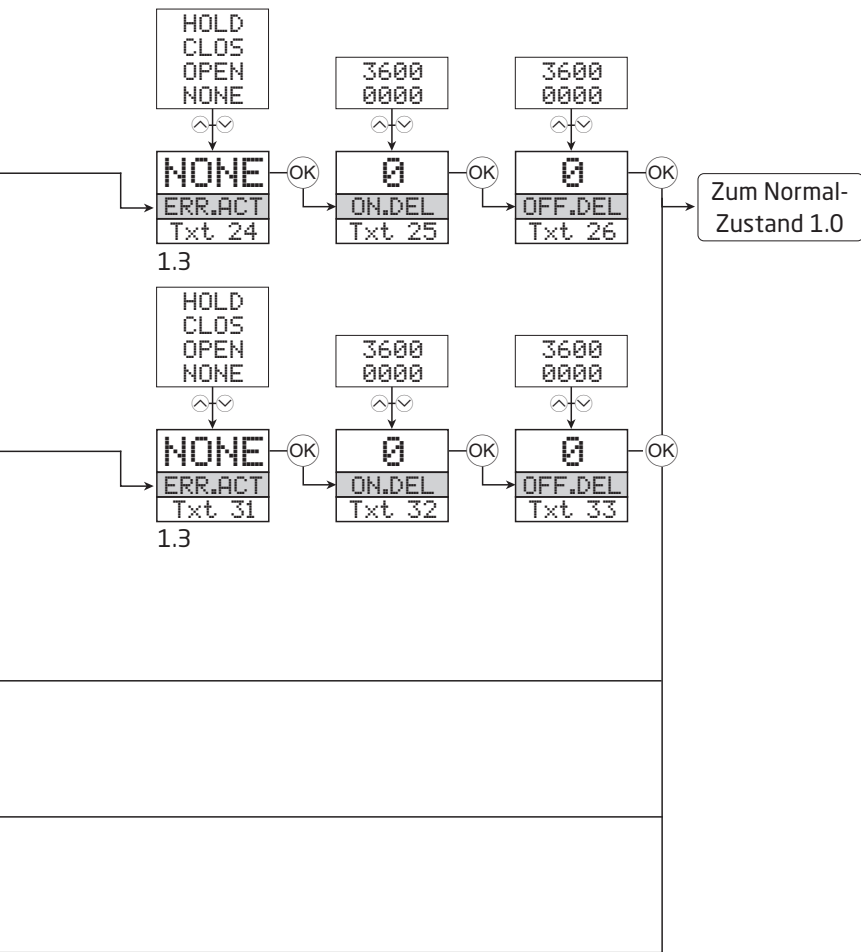 HOLD
CLOS
OPEN
NONE
3600
0000
3600
0000
NONE
OK
0
OK
0
OK
ERR.ACT
ON.DEL
OFF.DEL
Txt 24
Txt 25
Txt 26
Zum Normal-
Zustand 1.0
1.3
HOLD
CLOS
OPEN
NONE
3600
0000
3600
0000
NONE
OK
0
OK
0
OK
ERR.ACT
ON.DEL
OFF.DEL
Txt 31
Txt 32
Txt 33
1.3